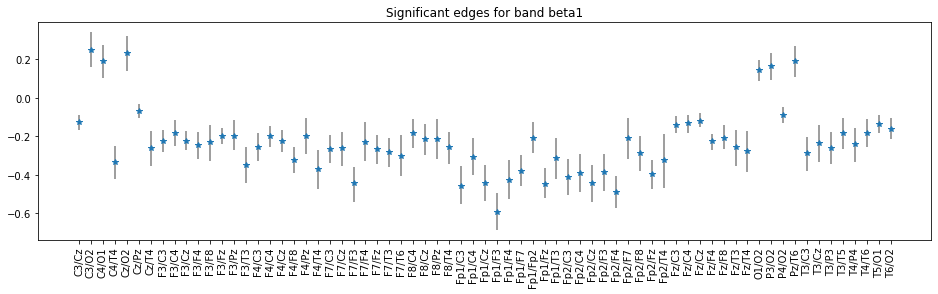 Significant edges for band beta1
0.2
0.0
−0.2
−0.4
−0.6
C3/Cz
C3/O2
C4/O1
C4/T4
Cz/O2
Cz/Pz
Cz/T4
F3/C3
F3/C4
F3/Cz
F3/F4
F3/F8
F3/Fz
F3/Pz
F3/T3
F4/C3
F4/C4
F4/Cz
F4/F8
F4/Pz
F4/T4
F7/C3
F7/Cz
F7/F3
F7/F4
F7/Fz
F7/T3
F7/T6
F8/C4
F8/Cz
F8/Pz
F8/T4
Fp1/C3
Fp1/C4
Fp1/Cz
Fp1/F3
Fp1/F4
Fp1/F7
Fp1/Fp2
Fp1/Fz
Fp1/T3
Fp2/C3
Fp2/C4
Fp2/Cz
Fp2/F3
Fp2/F4
Fp2/F7
Fp2/F8
Fp2/Fz
Fp2/T4
Fz/C3
Fz/C4
Fz/Cz
Fz/F4
Fz/F8
Fz/T3
Fz/T4
O1/O2
P3/O2
P4/O2
Pz/T6
T3/C3
T3/Cz
T3/P3
T3/T5
T4/P4
T4/T6
T5/O1
T6/O2